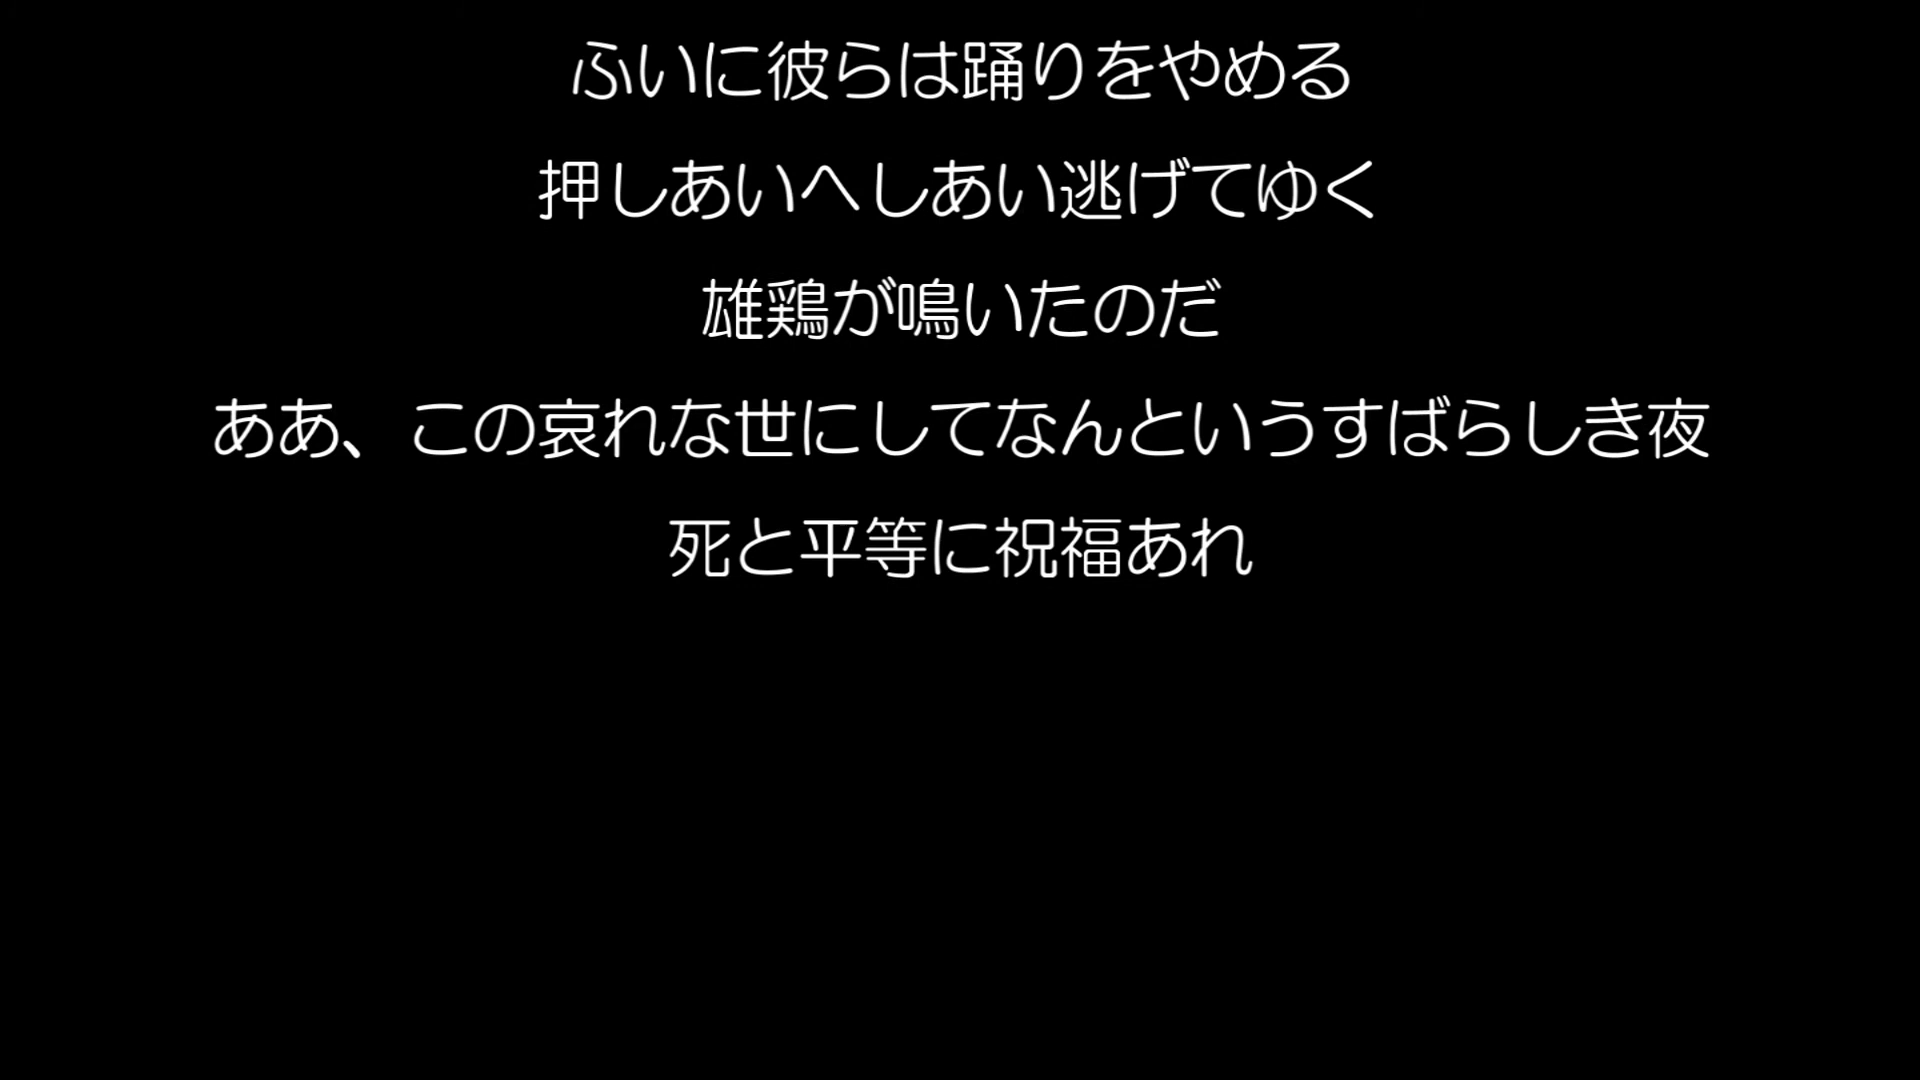 ふいに彼らは踊りをやめる
押しあいへしあい逃げてゆく
雄鶏が鳴いたのだ
ああ、この哀れな世にしてなんというすばらしき夜
死と平等に祝福あれ